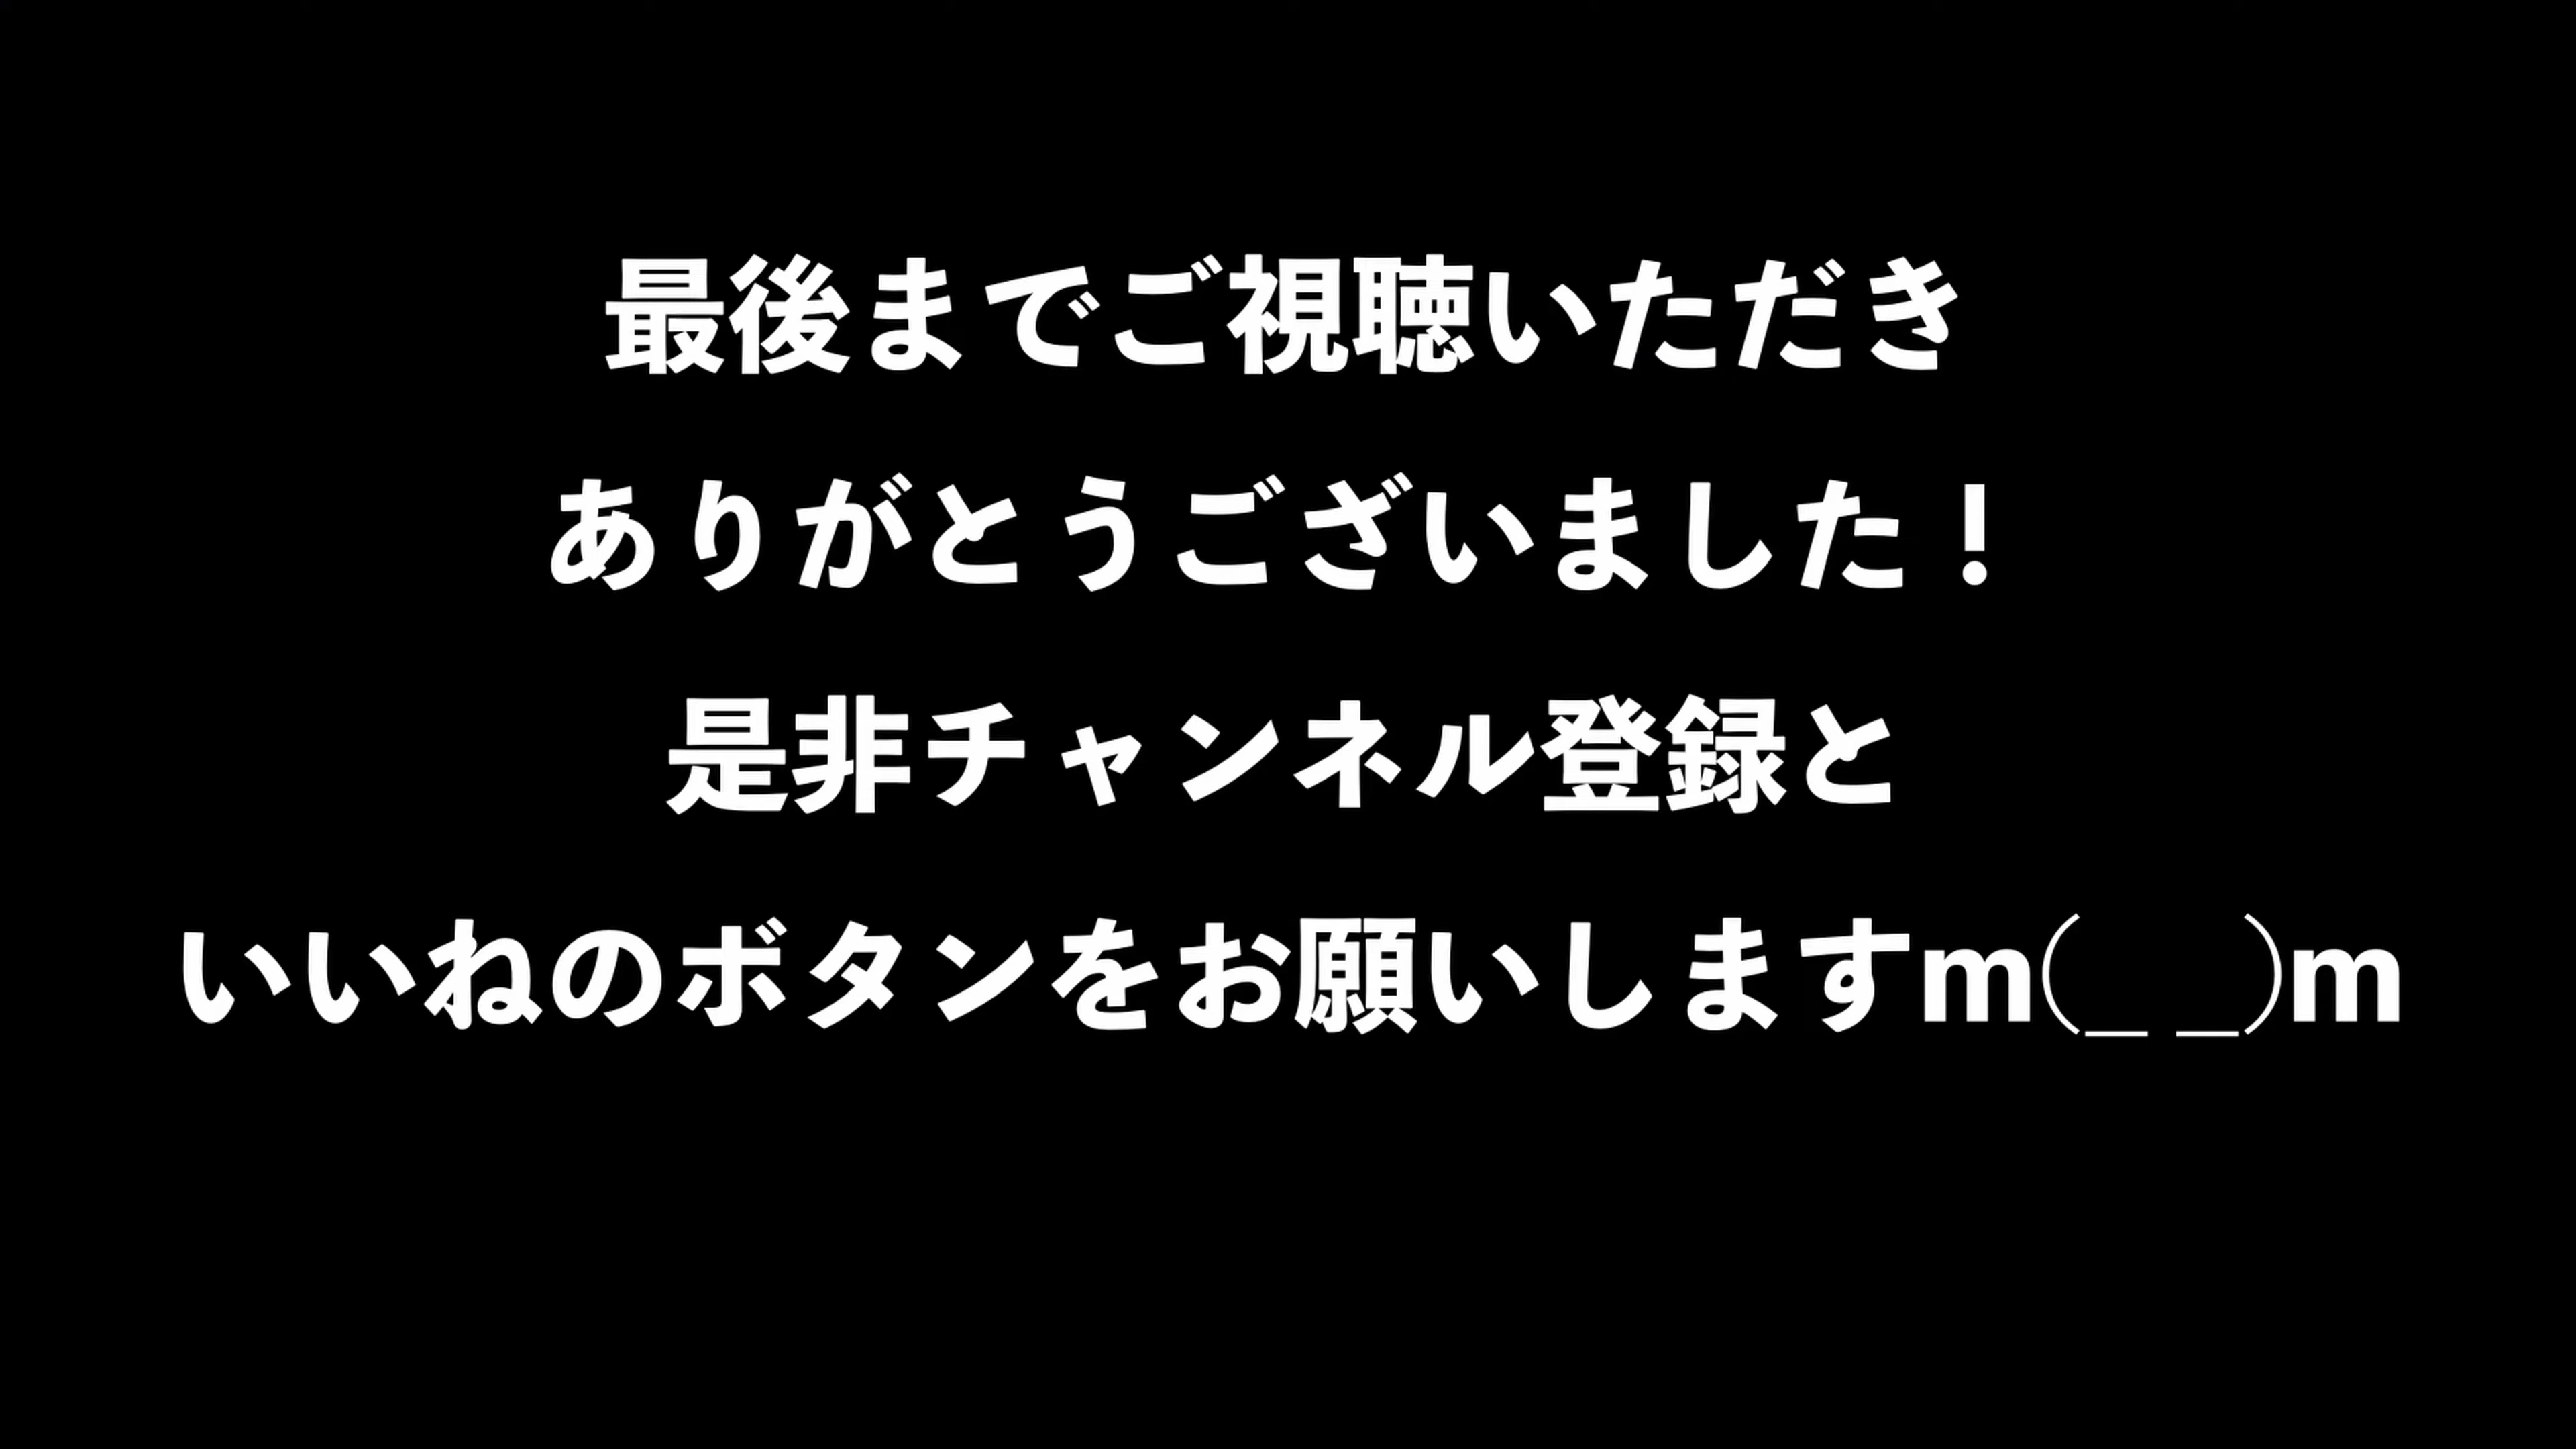 最後までご視聴いただき
ありがとうございました！
是非チャンネル登録と
いいねのボタンをお願いしますm(_ _)m